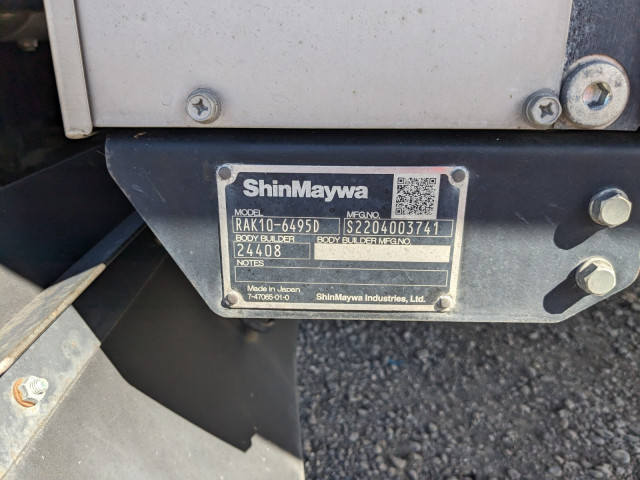 ShinMaywa
MODEL MFG.NO.
RAK10-6495D S2204003741
BODY BUILDER BODY BUILDER MFG.NO.
24408
NOTES
Made in Japan
7-47065-01-0 ShinMaywa Industries, Ltd.